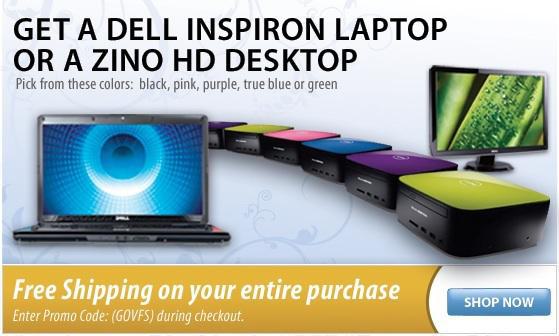 GET A DELL INSPIRON LAPTOP
OR A ZINO HD DESKTOP
Pick from these colors: black, pink, purple, true blue or green
DELL
Free Shipping on your entire purchase
Enter Promo Code: (GOVFS) during checkout.
SHOP NOW